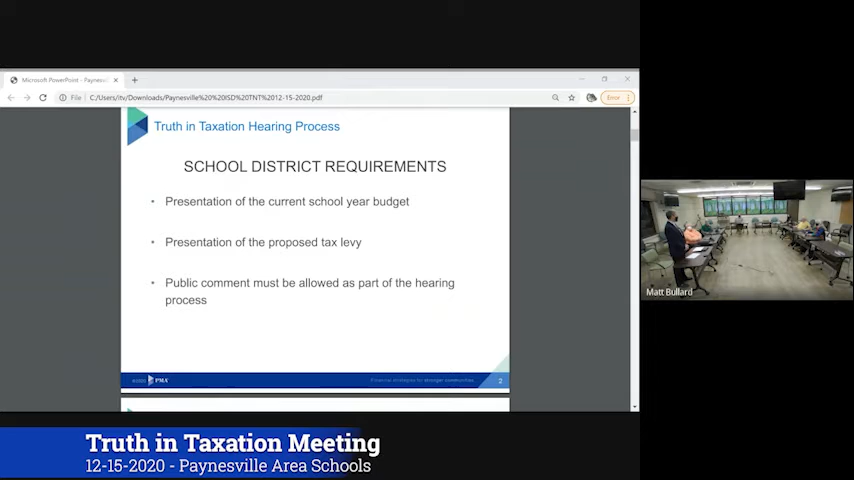 Microsoft PowerPoint - Paynesvil
File
C:/Users/itv/Downloads/Paynesville%20%20ISD%20TNT%2012-15-2020.pdf
Error
Truth in Taxation Hearing Process
SCHOOL DISTRICT REQUIREMENTS
• Presentation of the current school year budget
• Presentation of the proposed tax levy
• Public comment must be allowed as part of the hearing
process
©2020 PMA
Financial strategies for stronger communities.
2
Matt Bullard
Truth in Taxation Meeting
12-15-2020 - Paynesville Area Schools